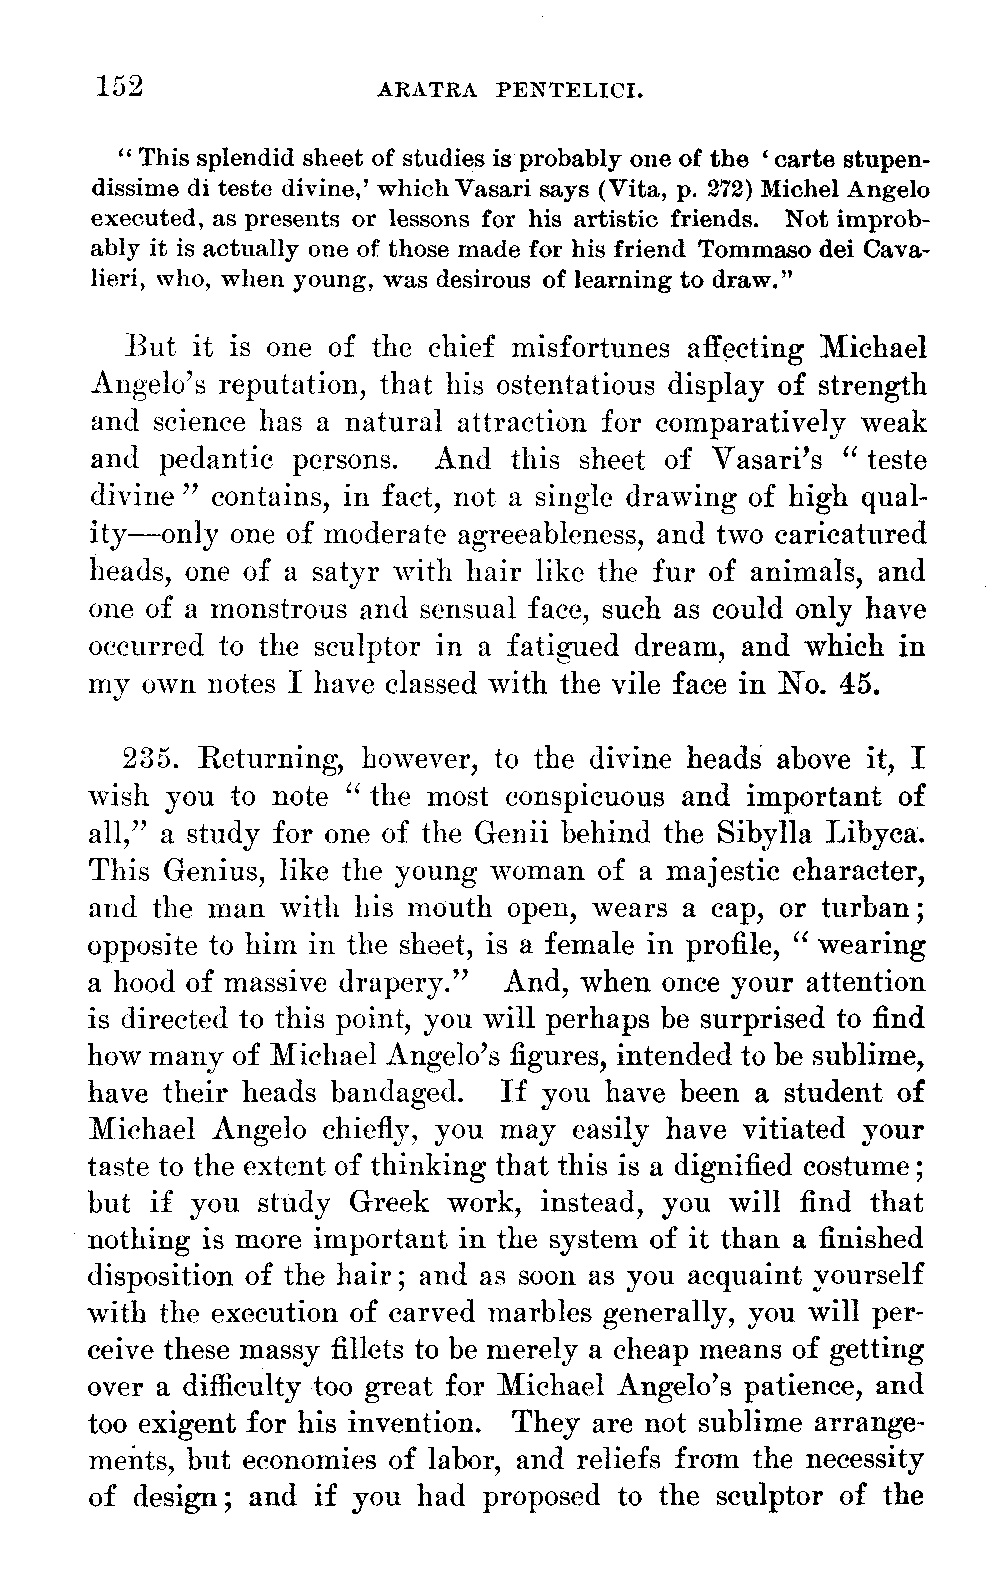 152 ARATRA PENTELICI.
“ This splendid sheet of studies is probably one of the ‘ carte stupen-
dissime di teste divine,’ which Vasari says (Vita, p. 272) Michel Angelo
executed, as presents or lessons for his artistic friends. Not improb-
ably it is actually one of those made for his friend Tommaso dei Cava-
lieri, who, when young, was desirous of learning to draw.”
But it is one of the chief misfortunes affecting Michael
Angelo’s reputation, that his ostentatious display of strength
and science has a natural attraction for comparatively weak
and pedantic persons. And this sheet of Vasari’s “ teste
divine ” contains, in fact, not a single drawing of high qual-
ity—only one of moderate agreeableness, and two caricatured
heads, one of a satyr with hair like the fur of animals, and
one of a monstrous and sensual face, such as could only have
occurred to the sculptor in a fatigued dream, and which in
my own notes I have classed with the vile face in No. 45.
235. Returning, however, to the divine heads above it, I
wish you to note “ the most conspicuous and important of
all,” a study for one of the Genii behind the Sibylla Libyca.
This Genius, like the young woman of a majestic character,
and the man with his mouth open, wears a cap, or turban ;
opposite to him in the sheet, is a female in profile, “ wearing
a hood of massive drapery.” And, when once your attention
is directed to this point, you will perhaps be surprised to find
how many of Michael Angelo’s figures, intended to be sublime,
have their heads bandaged. If you have been a student of
Michael Angelo chiefly, you may easily have vitiated your
taste to the extent of thinking that this is a dignified costume ;
but if you study Greek work, instead, you will find that
nothing is more important in the system of it than a finished
disposition of the hair ; and as soon as you acquaint yourself
with the execution of carved marbles generally, you will per-
ceive these massy fillets to be merely a cheap means of getting
over a difficulty too great for Michael Angelo’s patience, and
too exigent for his invention. They are not sublime arrange-
ments, but economies of labor, and reliefs from the necessity
of design ; and if you had proposed to the sculptor of the